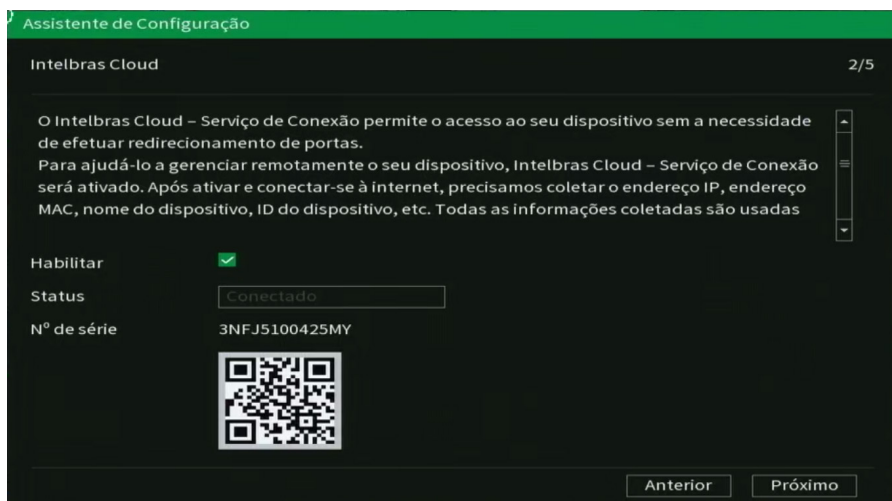 Assistente de Configuração
Intelbras Cloud 2/5
O Intelbras Cloud – Serviço de Conexão permite o acesso ao seu dispositivo sem a necessidade
de efetuar redirecionamento de portas.
Para ajudá-lo a gerenciar remotamente o seu dispositivo, Intelbras Cloud – Serviço de Conexão
será ativado. Após ativar e conectar-se à internet, precisamos coletar o endereço IP, endereço
MAC, nome do dispositivo, ID do dispositivo, etc. Todas as informações coletadas são usadas
Habilitar
Status Conectado
Nº de série 3NFJ5100425MY
Anterior Próximo